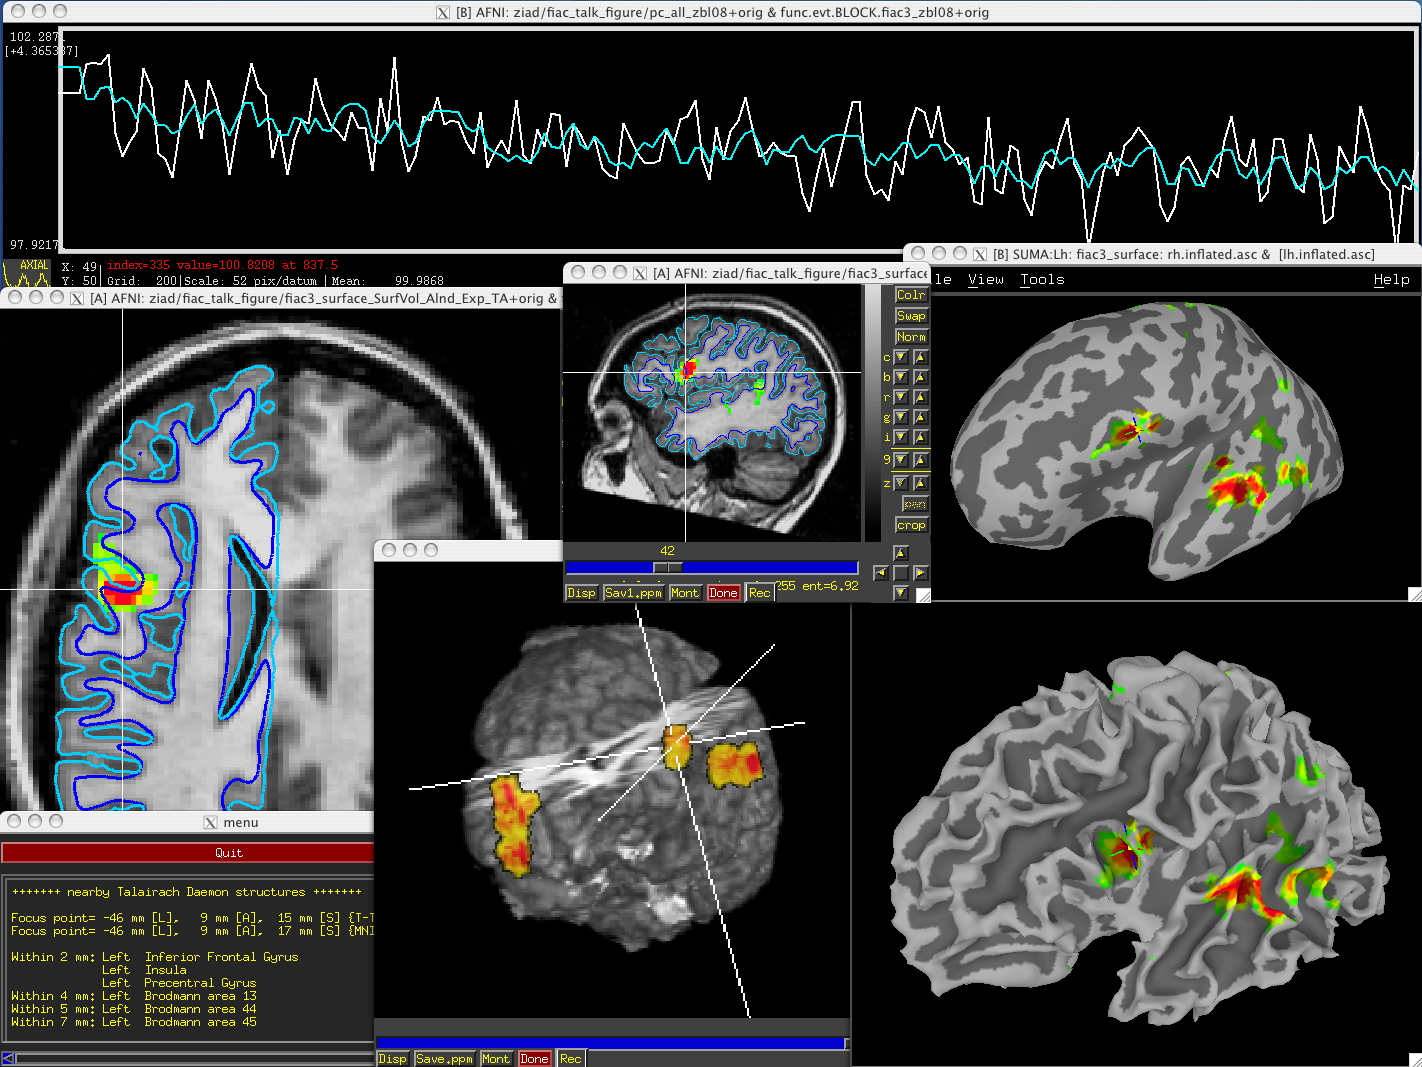 [B] AFNI: ziad/fiac_talk_figure/pc_all_zbl08+orig & func.evt.BLOCK.fiac3_zbl08+orig
102.2871
[+4.365387]
97.9217
AXIAL
X: 49
index=335 value=100.8208 at 837.5
Y: 50
Grid: 200
Scale: 52 pix/datum
Mean: 99.9868
[B] SUMA:Lh: fiac3_surface: rh.inflated.asc & [lh.inflated.asc]
le View Tools Help
[A] AFNI: ziad/fiac_talk_figure/fiac3_surface
[A] AFNI: ziad/fiac_talk_figure/fiac3_surface_SurfVol_Alnd_Exp_TA+orig &
Colr
Swap
Norm
c
b
r
g
i
9
z
pan
crop
42
255 ent=6.92
Disp Sav1.ppm Mont Done Rec
menu
Quit
+++++++ nearby Talairach Daemon structures +++++++
Focus point= -46 mm [L], 9 mm [A], 15 mm [S] {T-T
Focus point= -46 mm [L], 9 mm [A], 17 mm [S] {MNI
Within 2 mm: Left Inferior Frontal Gyrus
Left Insula
Left Precentral Gyrus
Within 4 mm: Left Brodmann area 13
Within 5 mm: Left Brodmann area 44
Within 7 mm: Left Brodmann area 45
Disp Save.ppm Mont Done Rec